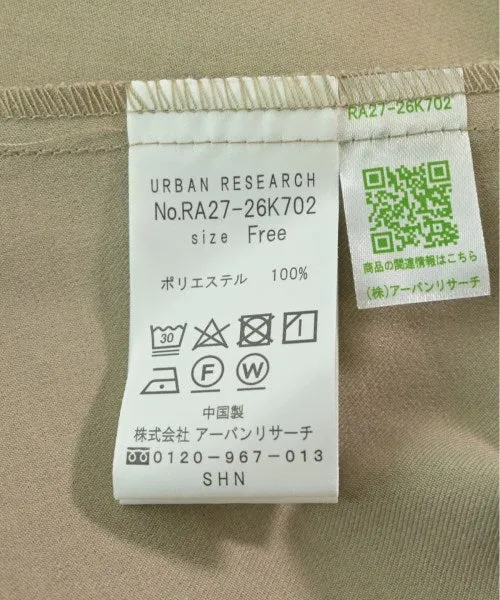 URBAN RESEARCH
No.RA27-26K702
size Free
ポリエステル 100%
30
F W
中国製
株式会社 アーバンリサーチ
0120-967-013
SHN
RA27-26K702
商品の関連情報はこちら
(株)アーバンリサーチ